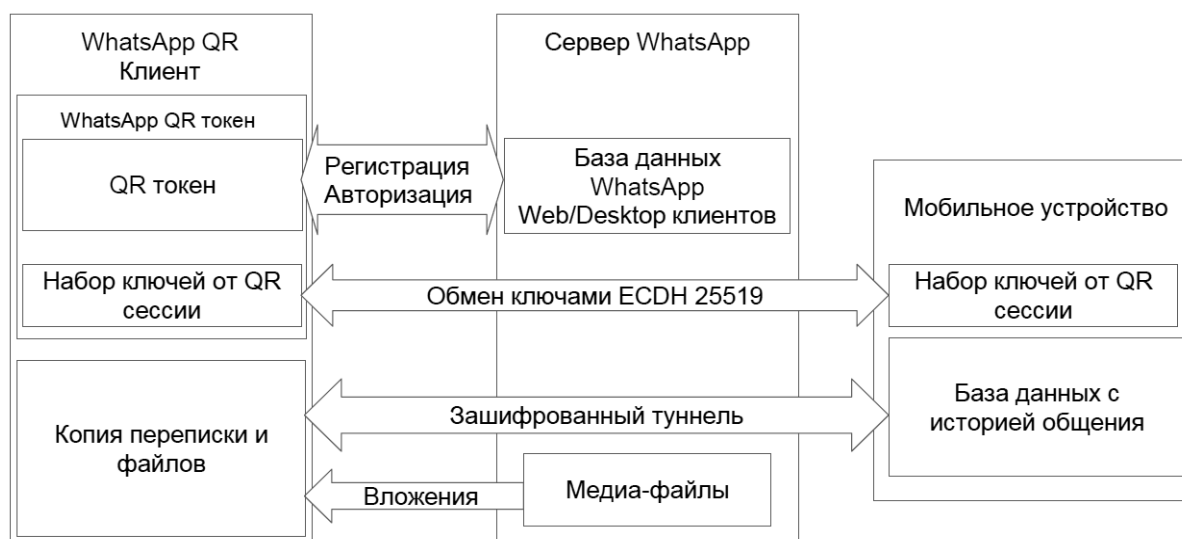 WhatsApp QR
Клиент
WhatsApp QR токен
QR токен
Набор ключей от QR
сессии
Копия переписки и
файлов
Регистрация
Авторизация
Обмен ключами ECDH 25519
Зашифрованный туннель
Вложения
Сервер WhatsApp
База данных
WhatsApp
Web/Desktop клиентов
Медиа-файлы
Мобильное устройство
Набор ключей от QR
сессии
База данных с
историей общения